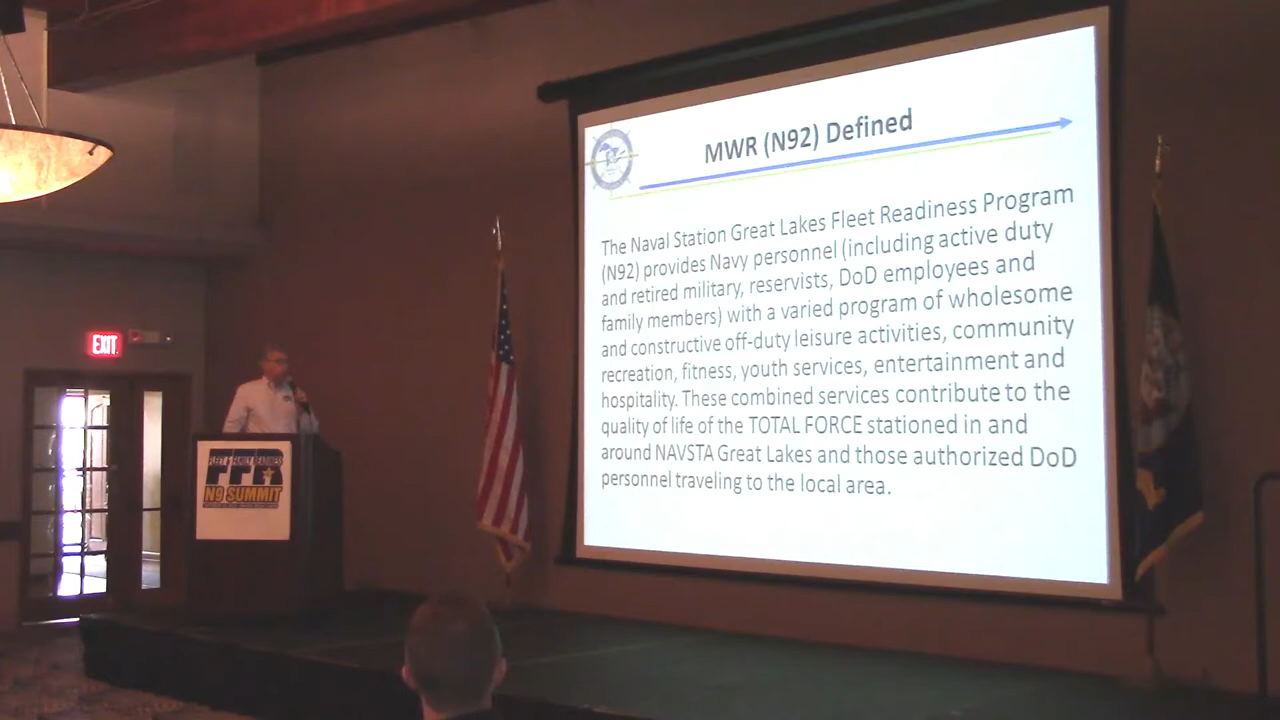 MWR (N92) Defined
The Naval Station Great Lakes Fleet Readiness Program
(N92) provides Navy personnel (including active duty
and retired military, reservists, DoD employees and
family members) with a varied program of wholesome
and constructive off-duty leisure activities, community
recreation, fitness, youth services, entertainment and
hospitality. These combined services contribute to the
quality of life of the TOTAL FORCE stationed in and
around NAVSTA Great Lakes and those authorized DoD
personnel traveling to the local area.
EXIT
FLEET & FAMILY READINESS
FFR
N9 SUMMIT